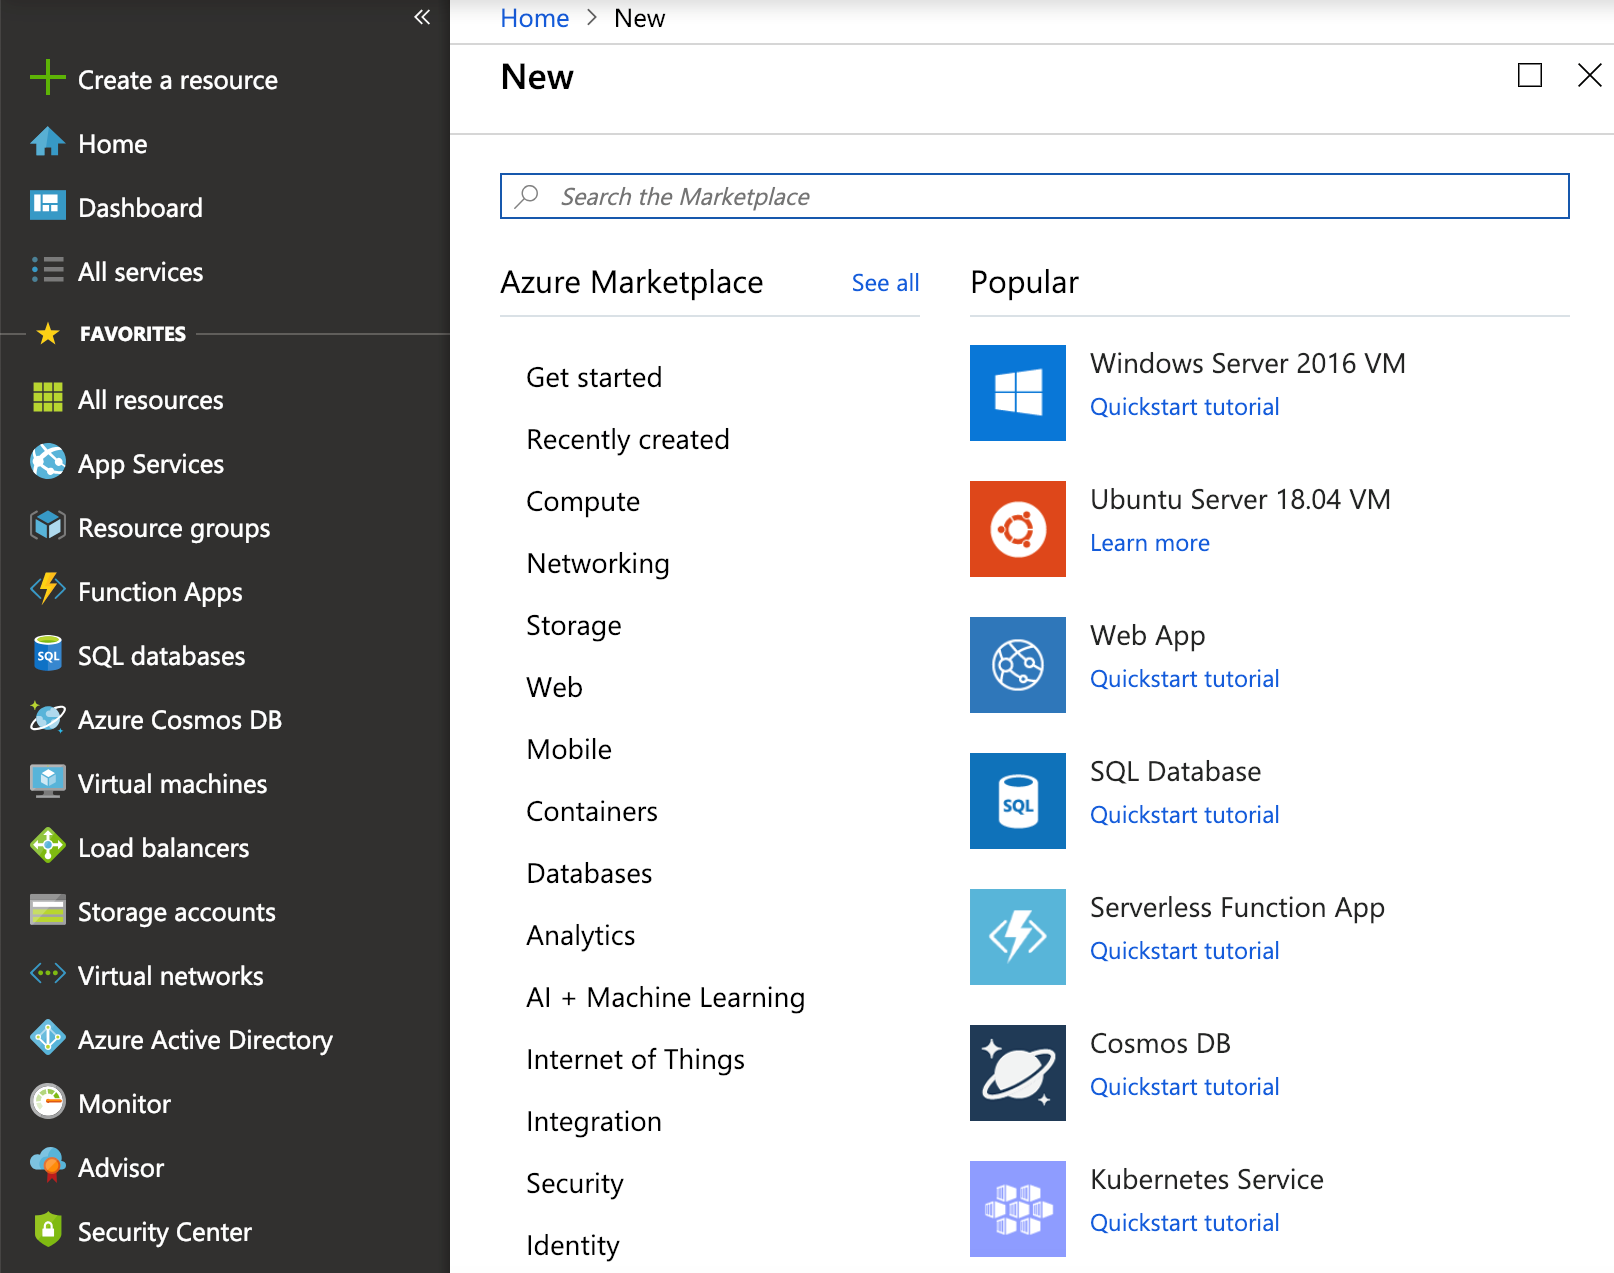 «
Create a resource
Home
Dashboard
All services
FAVORITES
All resources
App Services
Resource groups
Function Apps
SQL
SQL databases
Azure Cosmos DB
Virtual machines
Load balancers
Storage accounts
Virtual networks
Azure Active Directory
Monitor
Advisor
Security Center
Home > New
New
Search the Marketplace
Azure Marketplace
See all
Get started
Recently created
Compute
Networking
Storage
Web
Mobile
Containers
Databases
Analytics
AI + Machine Learning
Internet of Things
Integration
Security
Identity
Popular
Windows Server 2016 VM
Quickstart tutorial
Ubuntu Server 18.04 VM
Learn more
Web App
Quickstart tutorial
SQL
SQL Database
Quickstart tutorial
Serverless Function App
Quickstart tutorial
Cosmos DB
Quickstart tutorial
Kubernetes Service
Quickstart tutorial